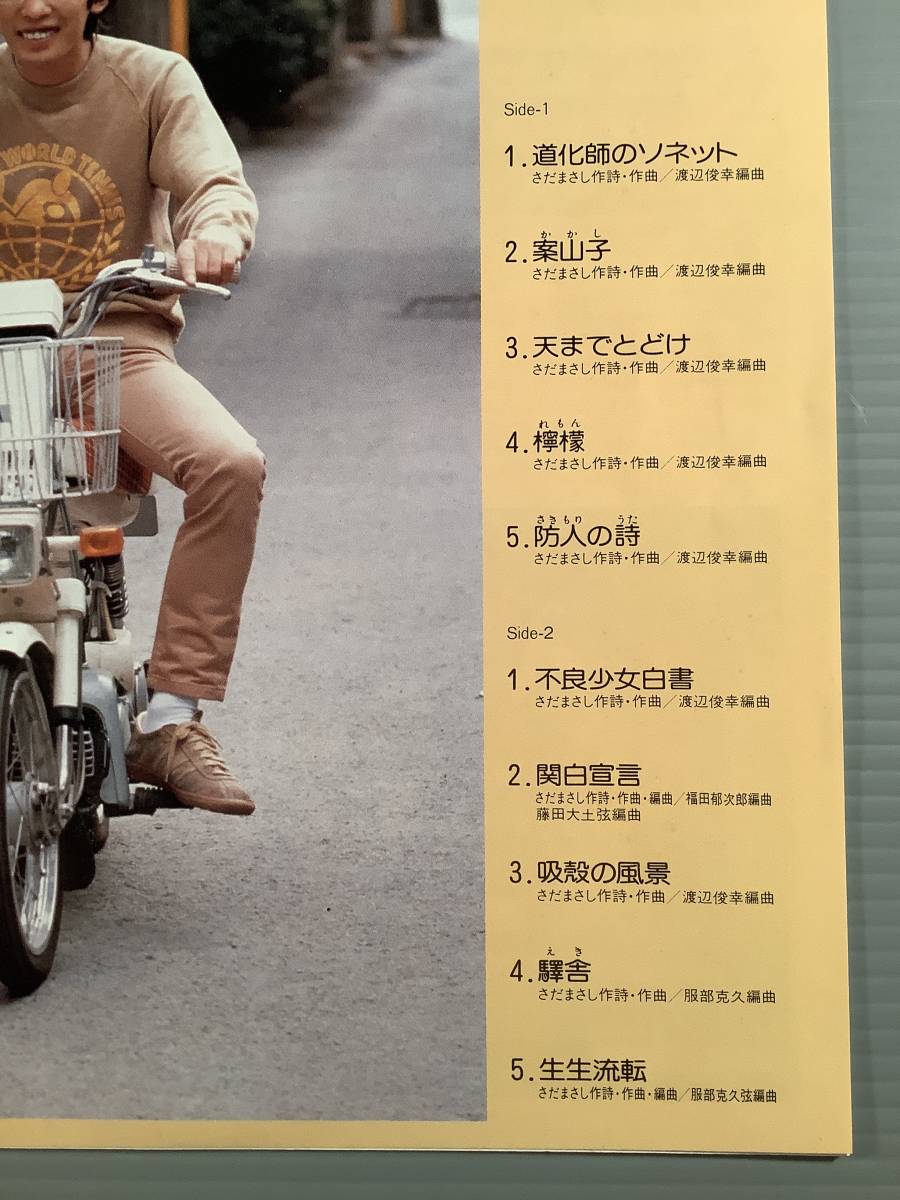 WORLD TENNIS
Side-1
1.道化師のソネット
さだまさし作詩・作曲／渡辺俊幸編曲
かかし
2.案山子
さだまさし作詩・作曲／渡辺俊幸編曲
3.天までとどけ
さだまさし作詩・作曲／渡辺俊幸編曲
れもん
4.檸檬
さだまさし作詩・作曲／渡辺俊幸編曲
さきもり うた
5.防人の詩
さだまさし作詩・作曲／渡辺俊幸編曲
Side-2
1.不良少女白書
さだまさし作詩・作曲／渡辺俊幸編曲
2.関白宣言
さだまさし作詩・作曲・編曲／福田郁次郎編曲
藤田大土弦編曲
3.吸殻の風景
さだまさし作詩・作曲／渡辺俊幸編曲
えき
4.驛舎
さだまさし作詩・作曲／服部克久編曲
5.生生流転
さだまさし作詩・作曲・編曲／服部克久弦編曲